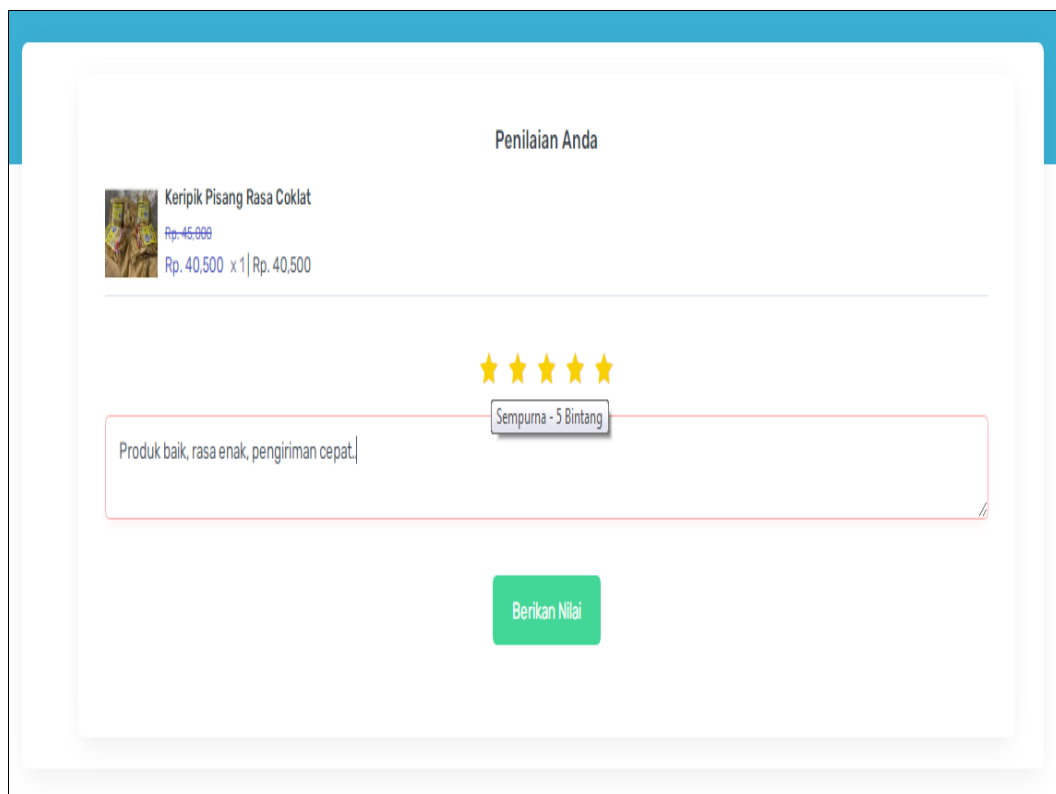 Penilaian Anda
Keripik Pisang Rasa Coklat
Rp. 45,000
Rp. 40,500 x 1| Rp. 40,500
Sempurna - 5 Bintang
Produk baik, rasa enak, pengiriman cepat.
Berikan Nilai